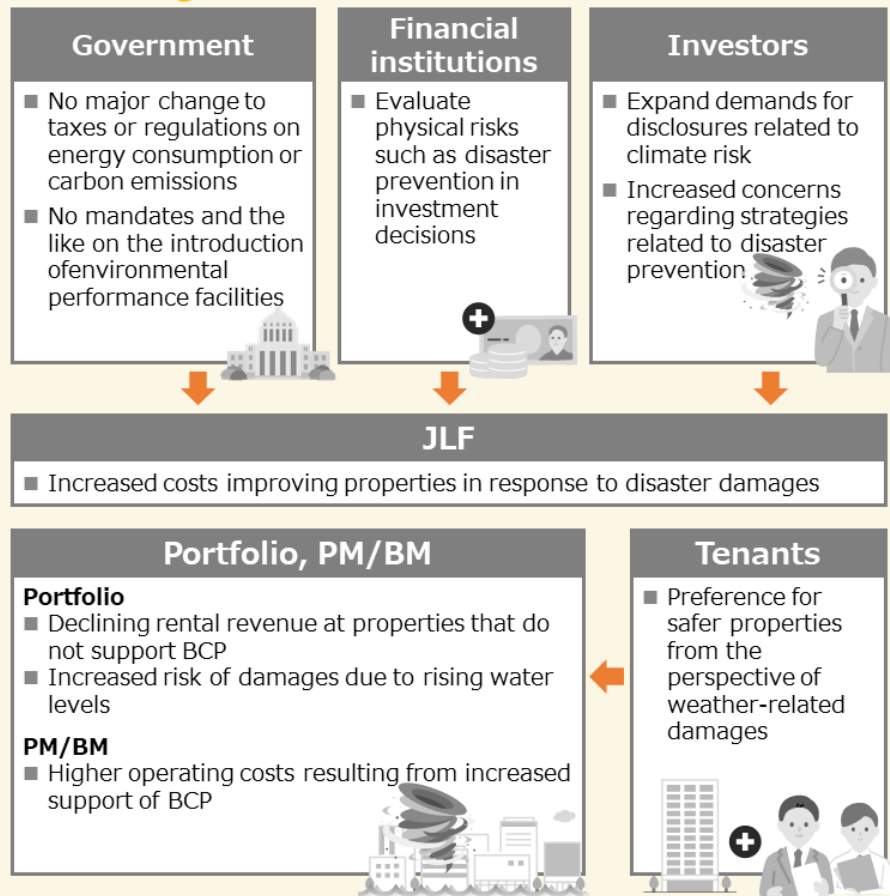 Government
■ No major change to
taxes or regulations on
energy consumption or
carbon emissions
■ No mandates and the
like on the introduction
ofenvironmental
performance facilities
Financial
institutions
■ Evaluate
physical risks
such as disaster
prevention in
investment
decisions
Investors
■ Expand demands for
disclosures related to
climate risk
■ Increased concerns
regarding strategies
related to disaster
prevention
JLF
■ Increased costs improving properties in response to disaster damages
Portfolio, PM/BM
Portfolio
■ Declining rental revenue at properties that do
not support BCP
■ Increased risk of damages due to rising water
levels
PM/BM
■ Higher operating costs resulting from increased
support of BCP
Tenants
■ Preference for
safer properties
from the
perspective of
weather-related
damages